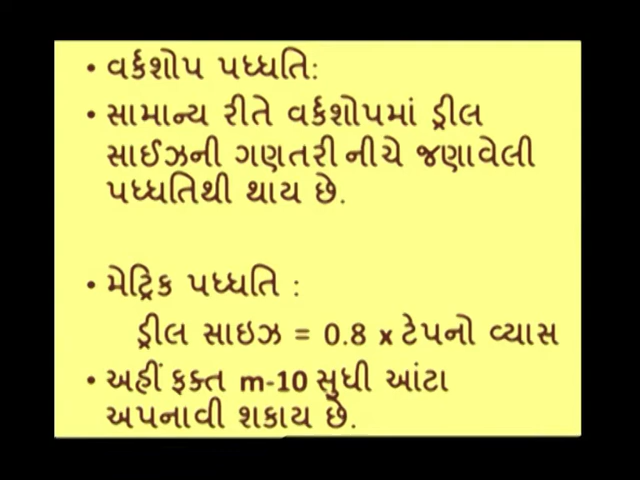 • વર્કશોપ પધ્ધતિ:
• સામાન્ય રીતે વર્કશોપમાં ડ્રીલ
સાઈઝની ગણતરી નીચે જણાવેલી
પધ્ધતિથી થાય છે.
• મેટ્રિક પધ્ધતિ :
ડ્રીલ સાઇઝ = 0.8 x ટેપનો વ્યાસ
• અહીં ફક્ત m-10 સુધી આંટા
અપનાવી શકાય છે.